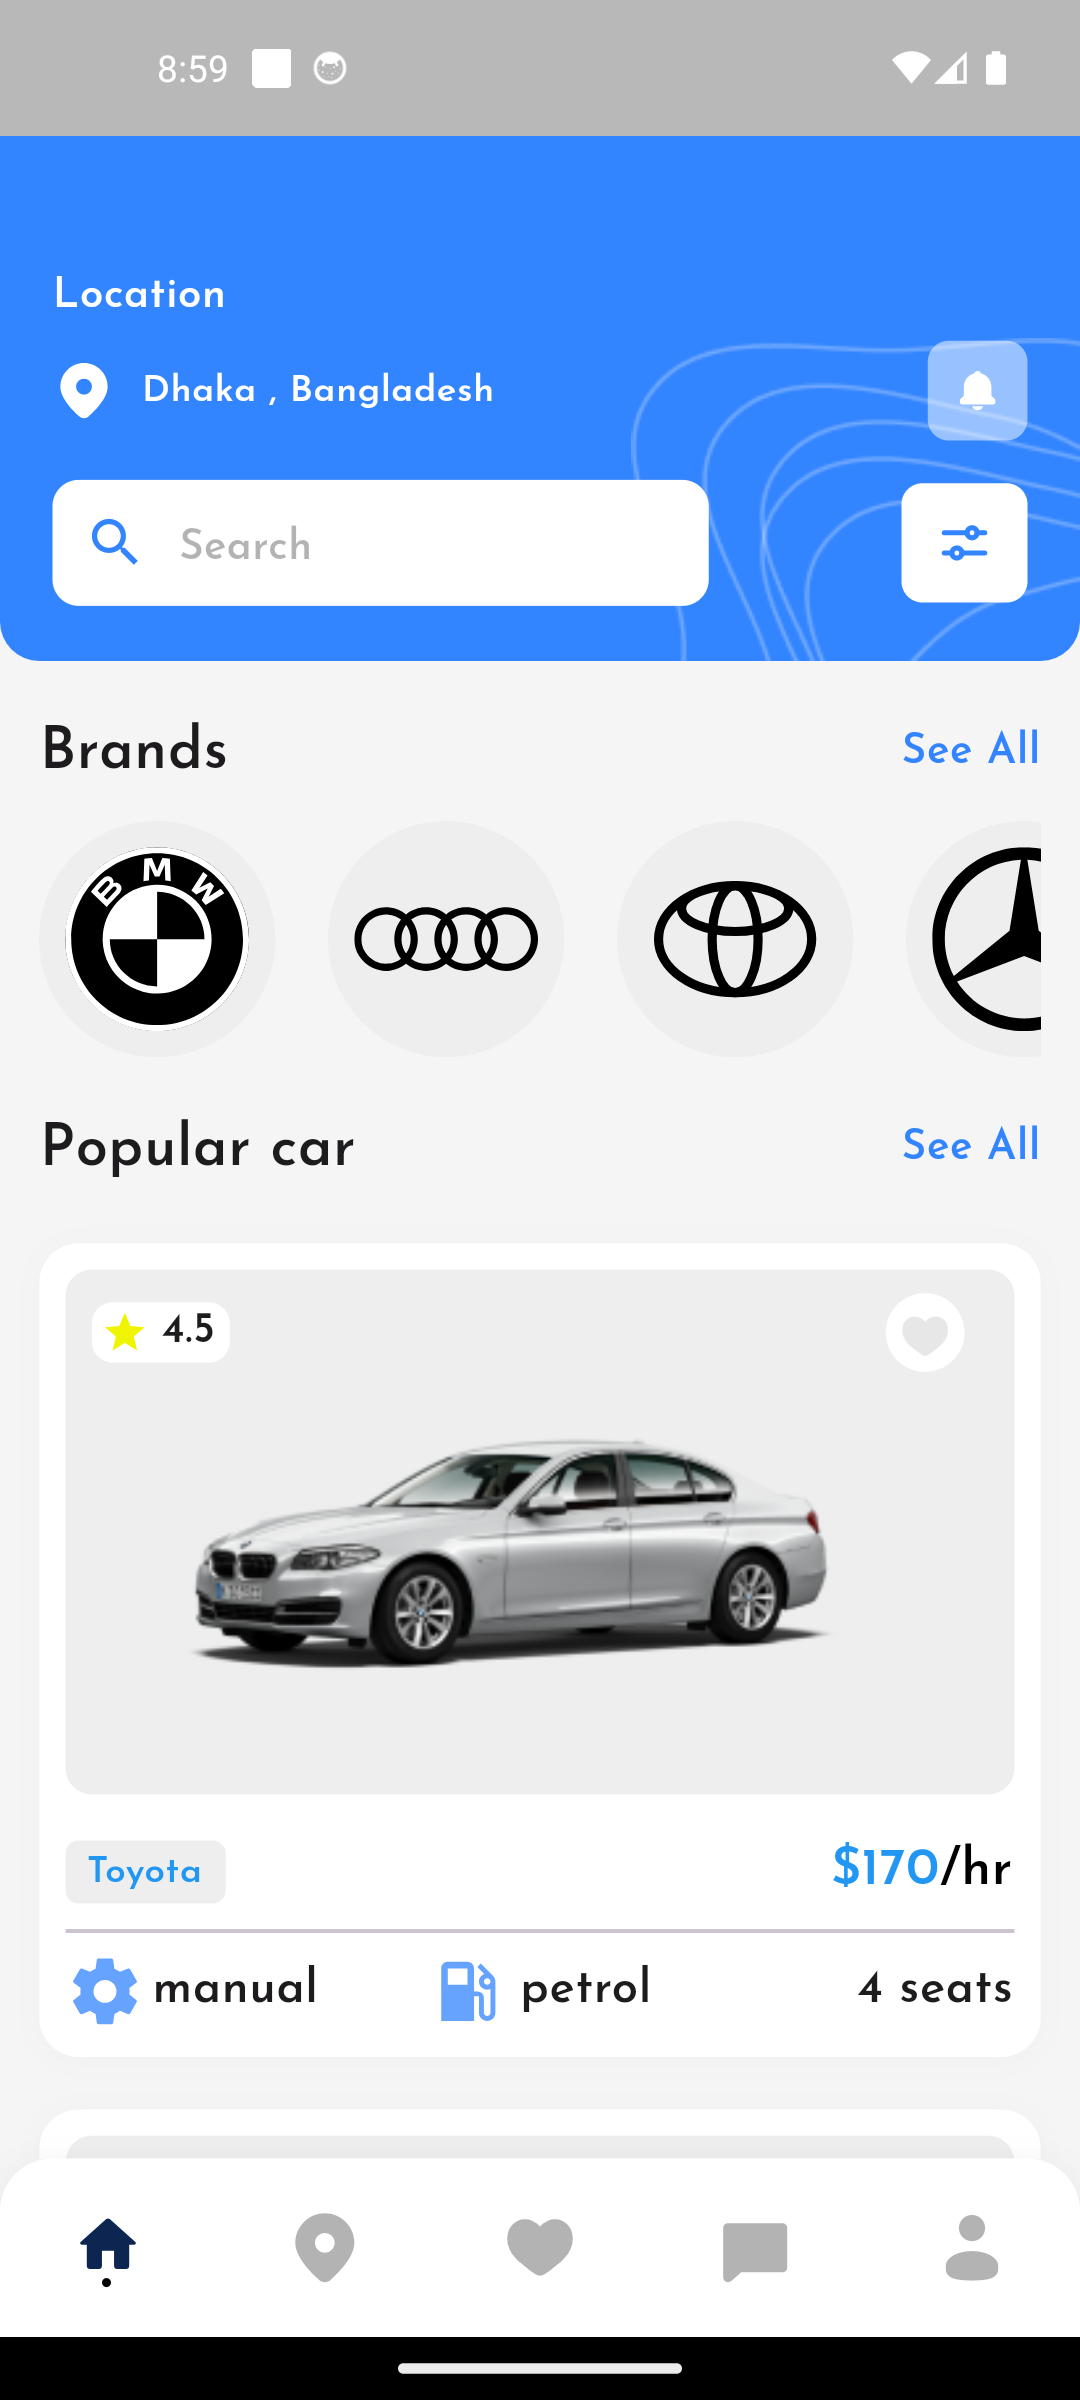 8:59
Location
Dhaka , Bangladesh
Search
Brands
See All
BMW
Popular car
See All
4.5
Toyota
$170/hr
manual
petrol
4 seats